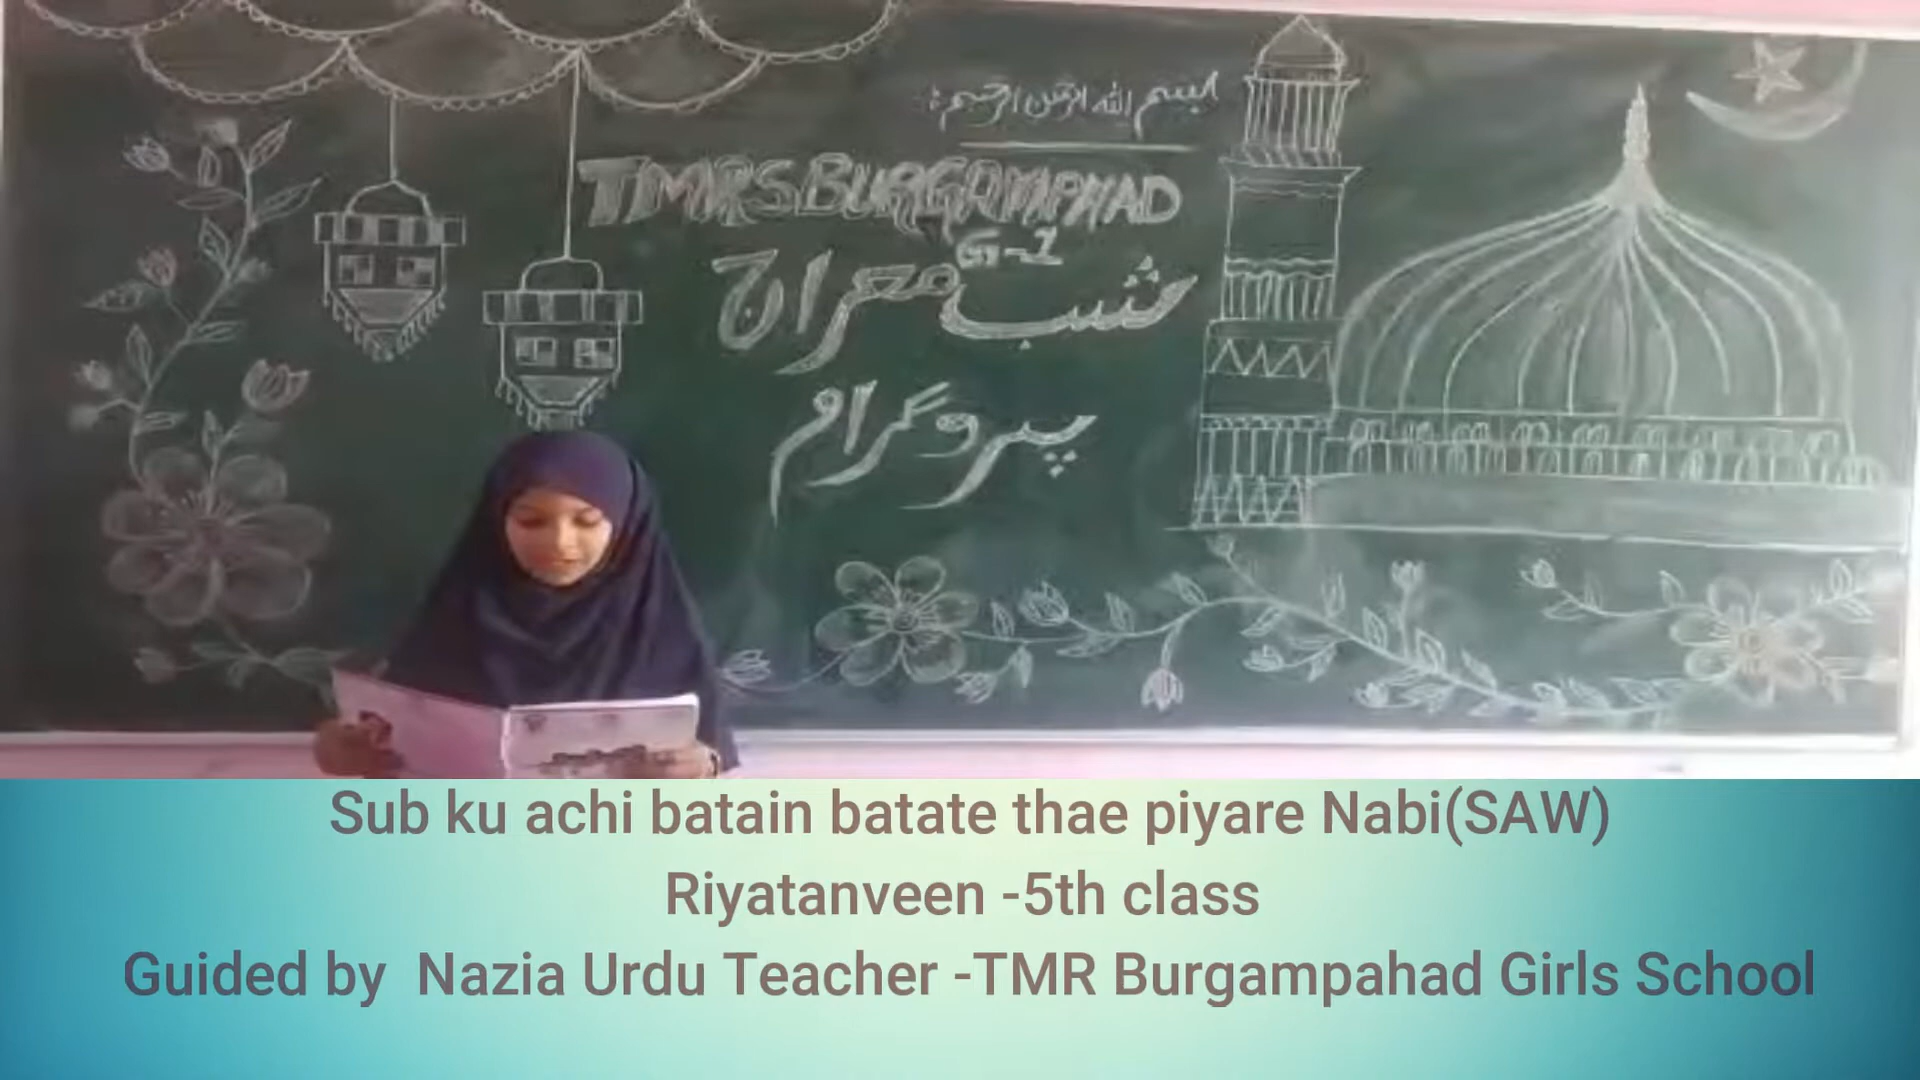 بسم اللہ الرحمن الرحیم
TMRS BURGAMPAHAD
G-1
شب معراج
پروگرام
Sub ku achi batain batate thae piyare Nabi(SAW)
Riyatanveen -5th class
Guided by Nazia Urdu Teacher -TMR Burgampahad Girls School